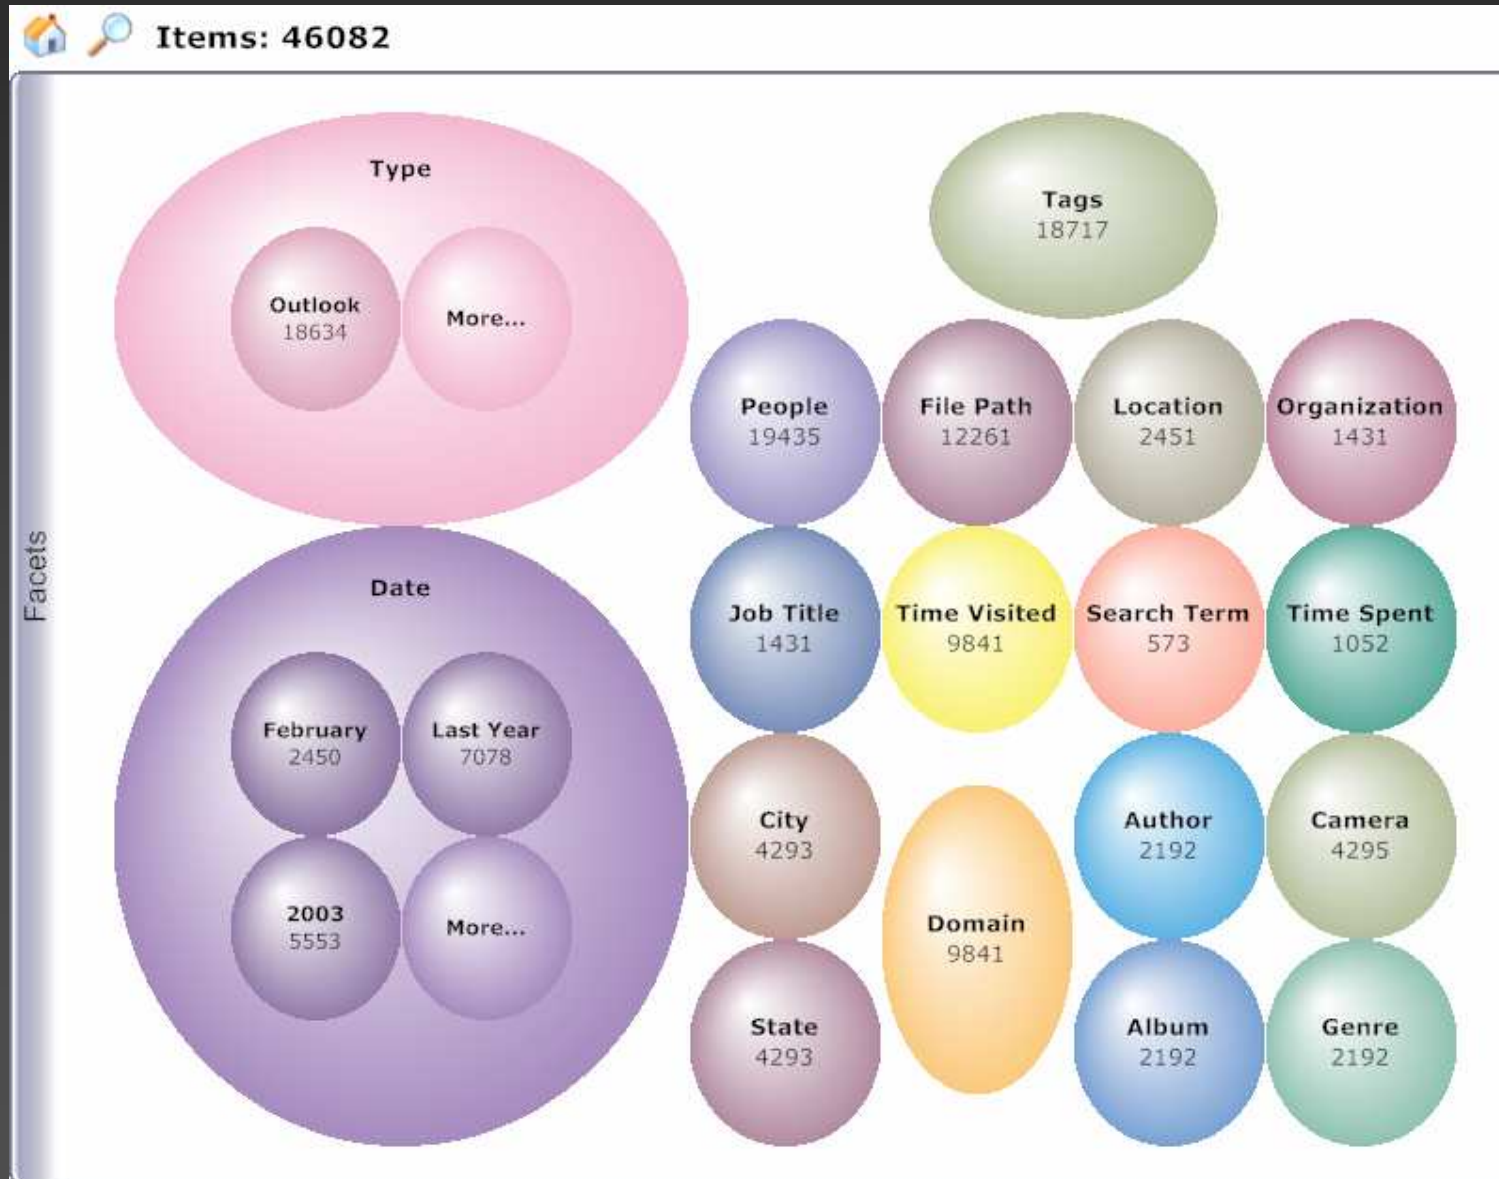 Items: 46082
Facets
Type
Outlook
18634
More...
Tags
18717
People
19435
File Path
12261
Location
2451
Organization
1431
Date
February
2450
Last Year
7078
2003
5553
More...
Job Title
1431
Time Visited
9841
Search Term
573
Time Spent
1052
City
4293
Domain
9841
Author
2192
Camera
4295
State
4293
Album
2192
Genre
2192